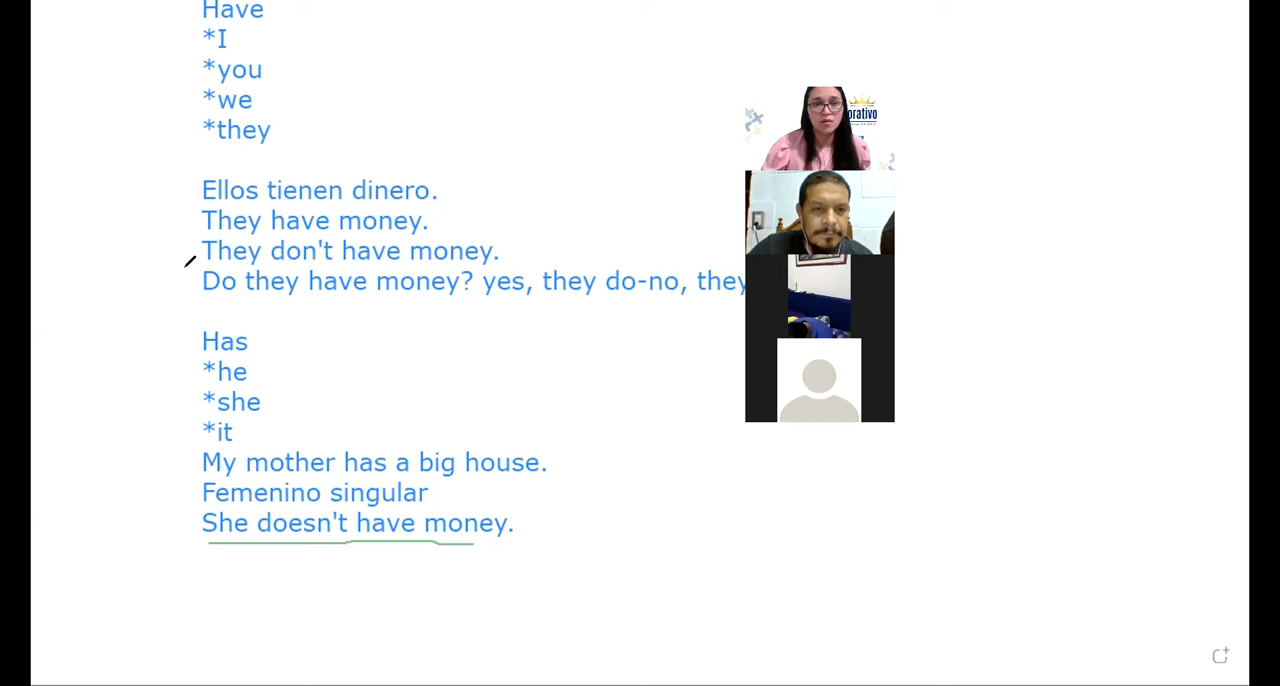 Have
*I
*you
*we
*they
Ellos tienen dinero.
They have money.
They don't have money.
Do they have money? yes, they do-no, they
Has
*he
*she
*it
My mother has a big house.
Femenino singular
She doesn't have money.
orativo